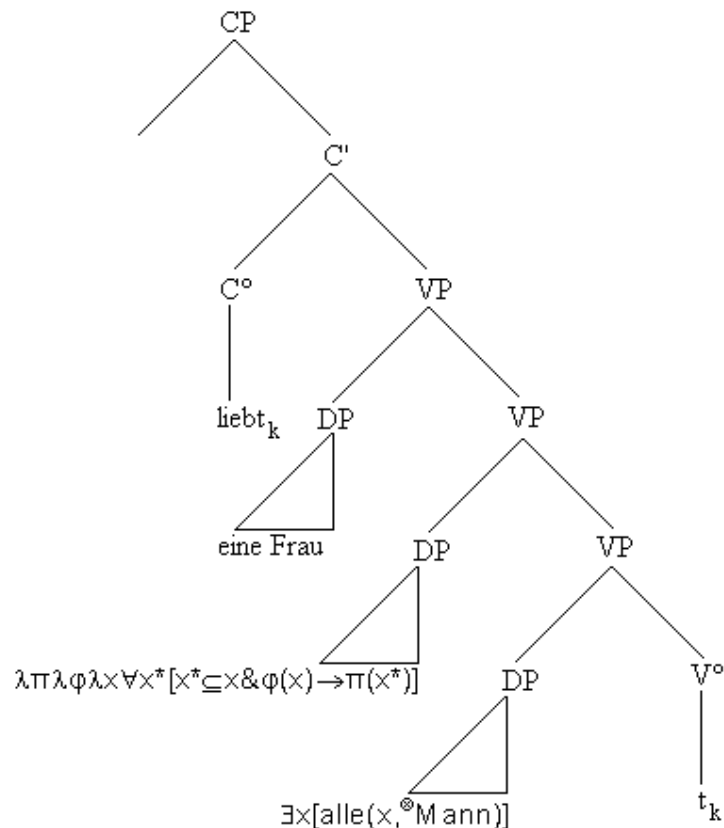 CP
C'
C° VP
liebt_k DP VP
eine Frau DP VP
λπλφλx∀x*[x*⊆x&φ(x)→π(x*)] DP V°
∃x[alle(x,⊗Mann)] t_k